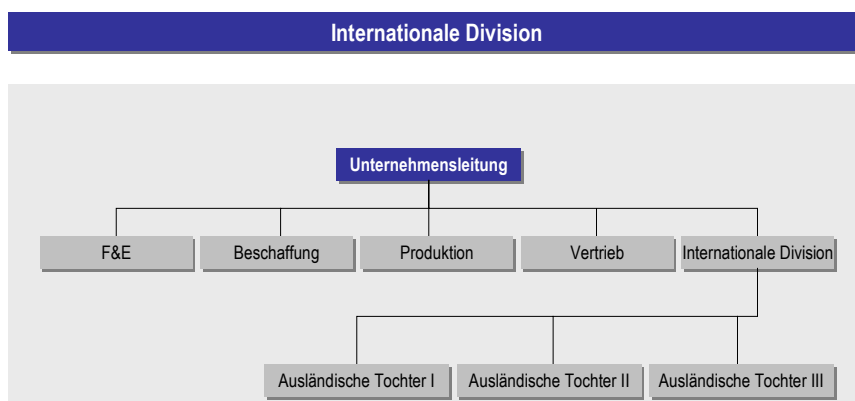 Internationale Division
Unternehmensleitung
F&E
Beschaffung
Produktion
Vertrieb
Internationale Division
Ausländische Tochter I
Ausländische Tochter II
Ausländische Tochter III